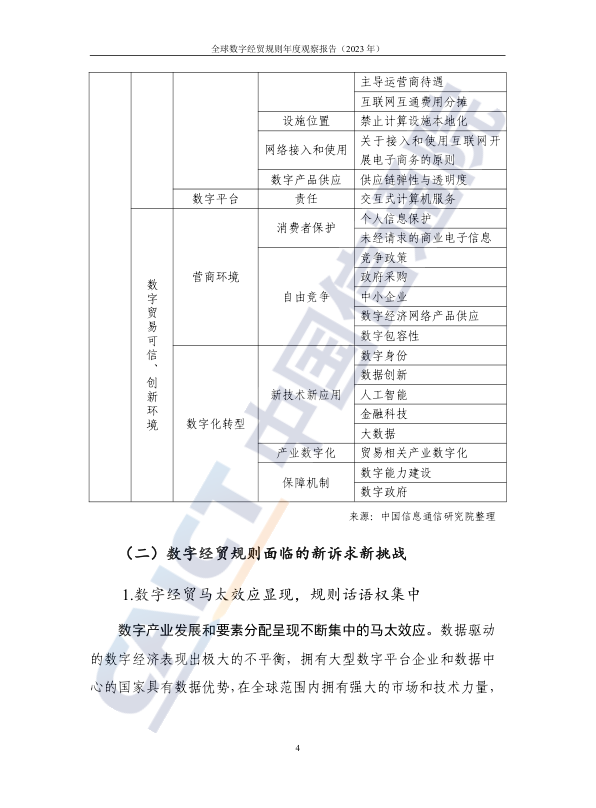 全球数字经贸规则年度观察报告（2023 年）
主导运营商待遇
互联网互通费用分摊
设施位置 禁止计算设施本地化
网络接入和使用 关于接入和使用互联网开
展电子商务的原则
数字产品供应 供应链弹性与透明度
数字平台 责任 交互式计算机服务
数字贸易可信、创新环境
营商环境
消费者保护 个人信息保护
未经请求的商业电子信息
自由竞争 竞争政策
政府采购
中小企业
数字经济网络产品供应
数字包容性
数字化转型
新技术新应用 数字身份
数据创新
人工智能
金融科技
大数据
产业数字化 贸易相关产业数字化
保障机制 数字能力建设
数字政府
来源：中国信息通信研究院整理
（二）数字经贸规则面临的新诉求新挑战
1.数字经贸马太效应显现，规则话语权集中
数字产业发展和要素分配呈现不断集中的马太效应。数据驱动
的数字经济表现出极大的不平衡，拥有大型数字平台企业和数据中
心的国家具有数据优势，在全球范围内拥有强大的市场和技术力量，
4
CAICT 中国信通院